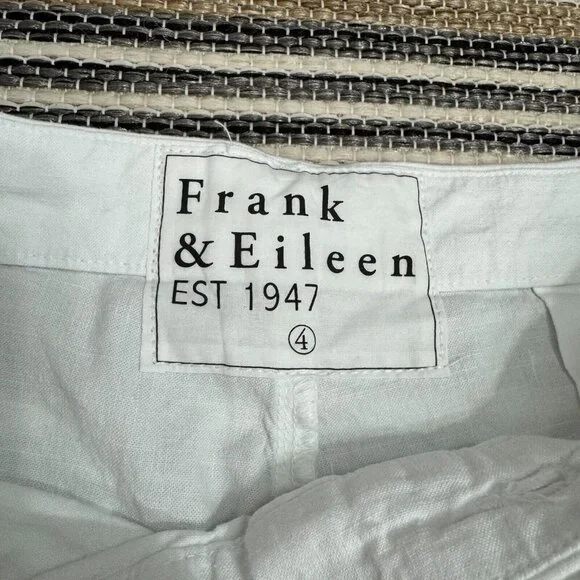 Frank
& Eileen
EST 1947
④